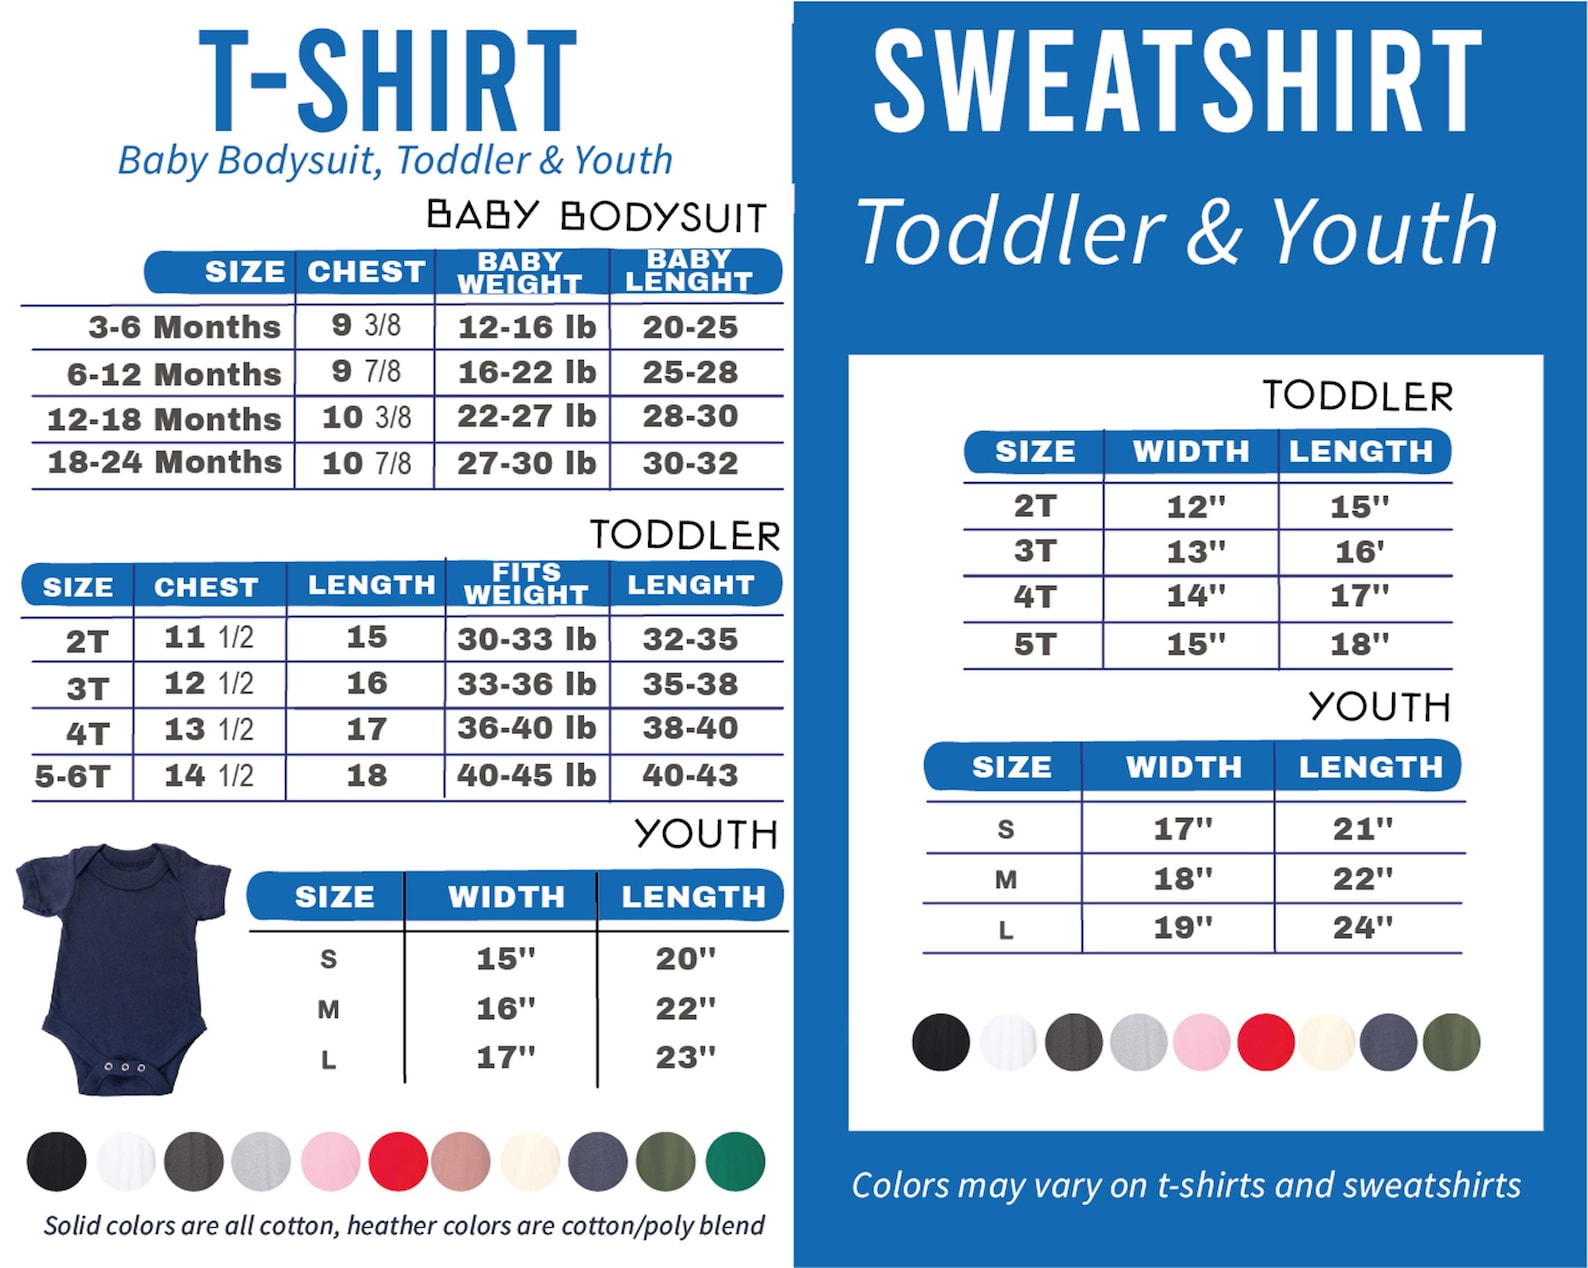 T-SHIRT
Baby Bodysuit, Toddler & Youth
BABY BODYSUIT
SIZE CHEST BABY WEIGHT BABY LENGHT
3-6 Months 9 3/8 12-16 lb 20-25
6-12 Months 9 7/8 16-22 lb 25-28
12-18 Months 10 3/8 22-27 lb 28-30
18-24 Months 10 7/8 27-30 lb 30-32
TODDLER
SIZE CHEST LENGTH FITS WEIGHT LENGHT
2T 11 1/2 15 30-33 lb 32-35
3T 12 1/2 16 33-36 lb 35-38
4T 13 1/2 17 36-40 lb 38-40
5-6T 14 1/2 18 40-45 lb 40-43
YOUTH
SIZE WIDTH LENGTH
S 15'' 20''
M 16'' 22''
L 17'' 23''
Solid colors are all cotton, heather colors are cotton/poly blend
SWEATSHIRT
Toddler & Youth
TODDLER
SIZE WIDTH LENGTH
2T 12'' 15''
3T 13'' 16'
4T 14'' 17''
5T 15'' 18''
YOUTH
SIZE WIDTH LENGTH
S 17'' 21''
M 18'' 22''
L 19'' 24''
Colors may vary on t-shirts and sweatshirts